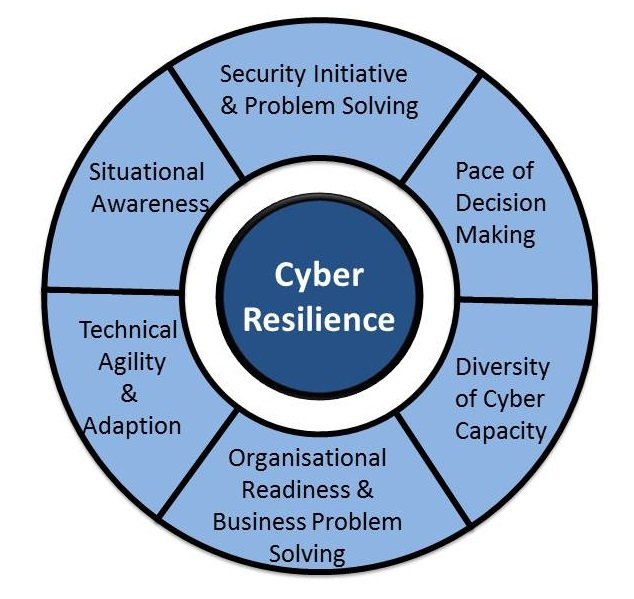 Security Initiative
& Problem Solving
Pace of
Decision
Making
Diversity
of Cyber
Capacity
Organisational
Readiness &
Business Problem
Solving
Technical
Agility
&
Adaption
Situational
Awareness
Cyber
Resilience